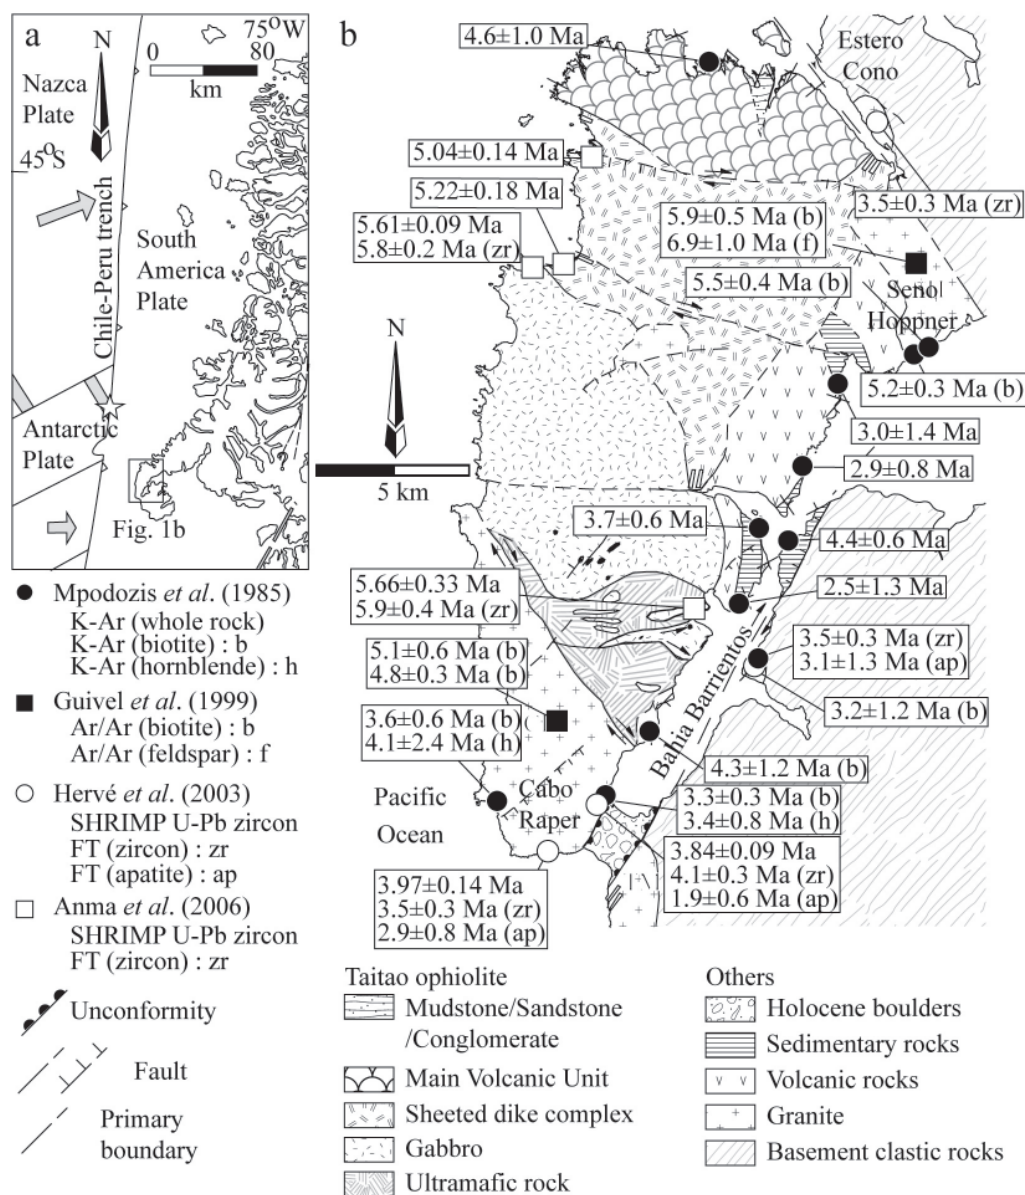 a
N
75°W
0 80
km
Nazca
Plate
45°S
Chile-Peru trench
South
America
Plate
Antarctic
Plate
?
Fig. 1b
b
4.6±1.0 Ma
Estero
Cono
5.04±0.14 Ma
5.22±0.18 Ma
3.5±0.3 Ma (zr)
5.61±0.09 Ma
5.8±0.2 Ma (zr)
5.9±0.5 Ma (b)
6.9±1.0 Ma (f)
5.5±0.4 Ma (b)
Seno
Hoppner
N
5.2±0.3 Ma (b)
3.0±1.4 Ma
2.9±0.8 Ma
5 km
3.7±0.6 Ma
4.4±0.6 Ma
5.66±0.33 Ma
5.9±0.4 Ma (zr)
2.5±1.3 Ma
5.1±0.6 Ma (b)
4.8±0.3 Ma (b)
3.5±0.3 Ma (zr)
3.1±1.3 Ma (ap)
3.6±0.6 Ma (b)
4.1±2.4 Ma (h)
Bahia Barrientos
3.2±1.2 Ma (b)
4.3±1.2 Ma (b)
Pacific
Ocean
Cabo
Raper
3.3±0.3 Ma (b)
3.4±0.8 Ma (h)
3.84±0.09 Ma
4.1±0.3 Ma (zr)
1.9±0.6 Ma (ap)
3.97±0.14 Ma
3.5±0.3 Ma (zr)
2.9±0.8 Ma (ap)
Mpodozis et al. (1985)
K-Ar (whole rock)
K-Ar (biotite) : b
K-Ar (hornblende) : h
Guivel et al. (1999)
Ar/Ar (biotite) : b
Ar/Ar (feldspar) : f
Hervé et al. (2003)
SHRIMP U-Pb zircon
FT (zircon) : zr
FT (apatite) : ap
Anma et al. (2006)
SHRIMP U-Pb zircon
FT (zircon) : zr
Unconformity
Fault
Primary
boundary
Taitao ophiolite
Mudstone/Sandstone
/Conglomerate
Main Volcanic Unit
Sheeted dike complex
Gabbro
Ultramafic rock
Others
Holocene boulders
Sedimentary rocks
Volcanic rocks
Granite
Basement clastic rocks